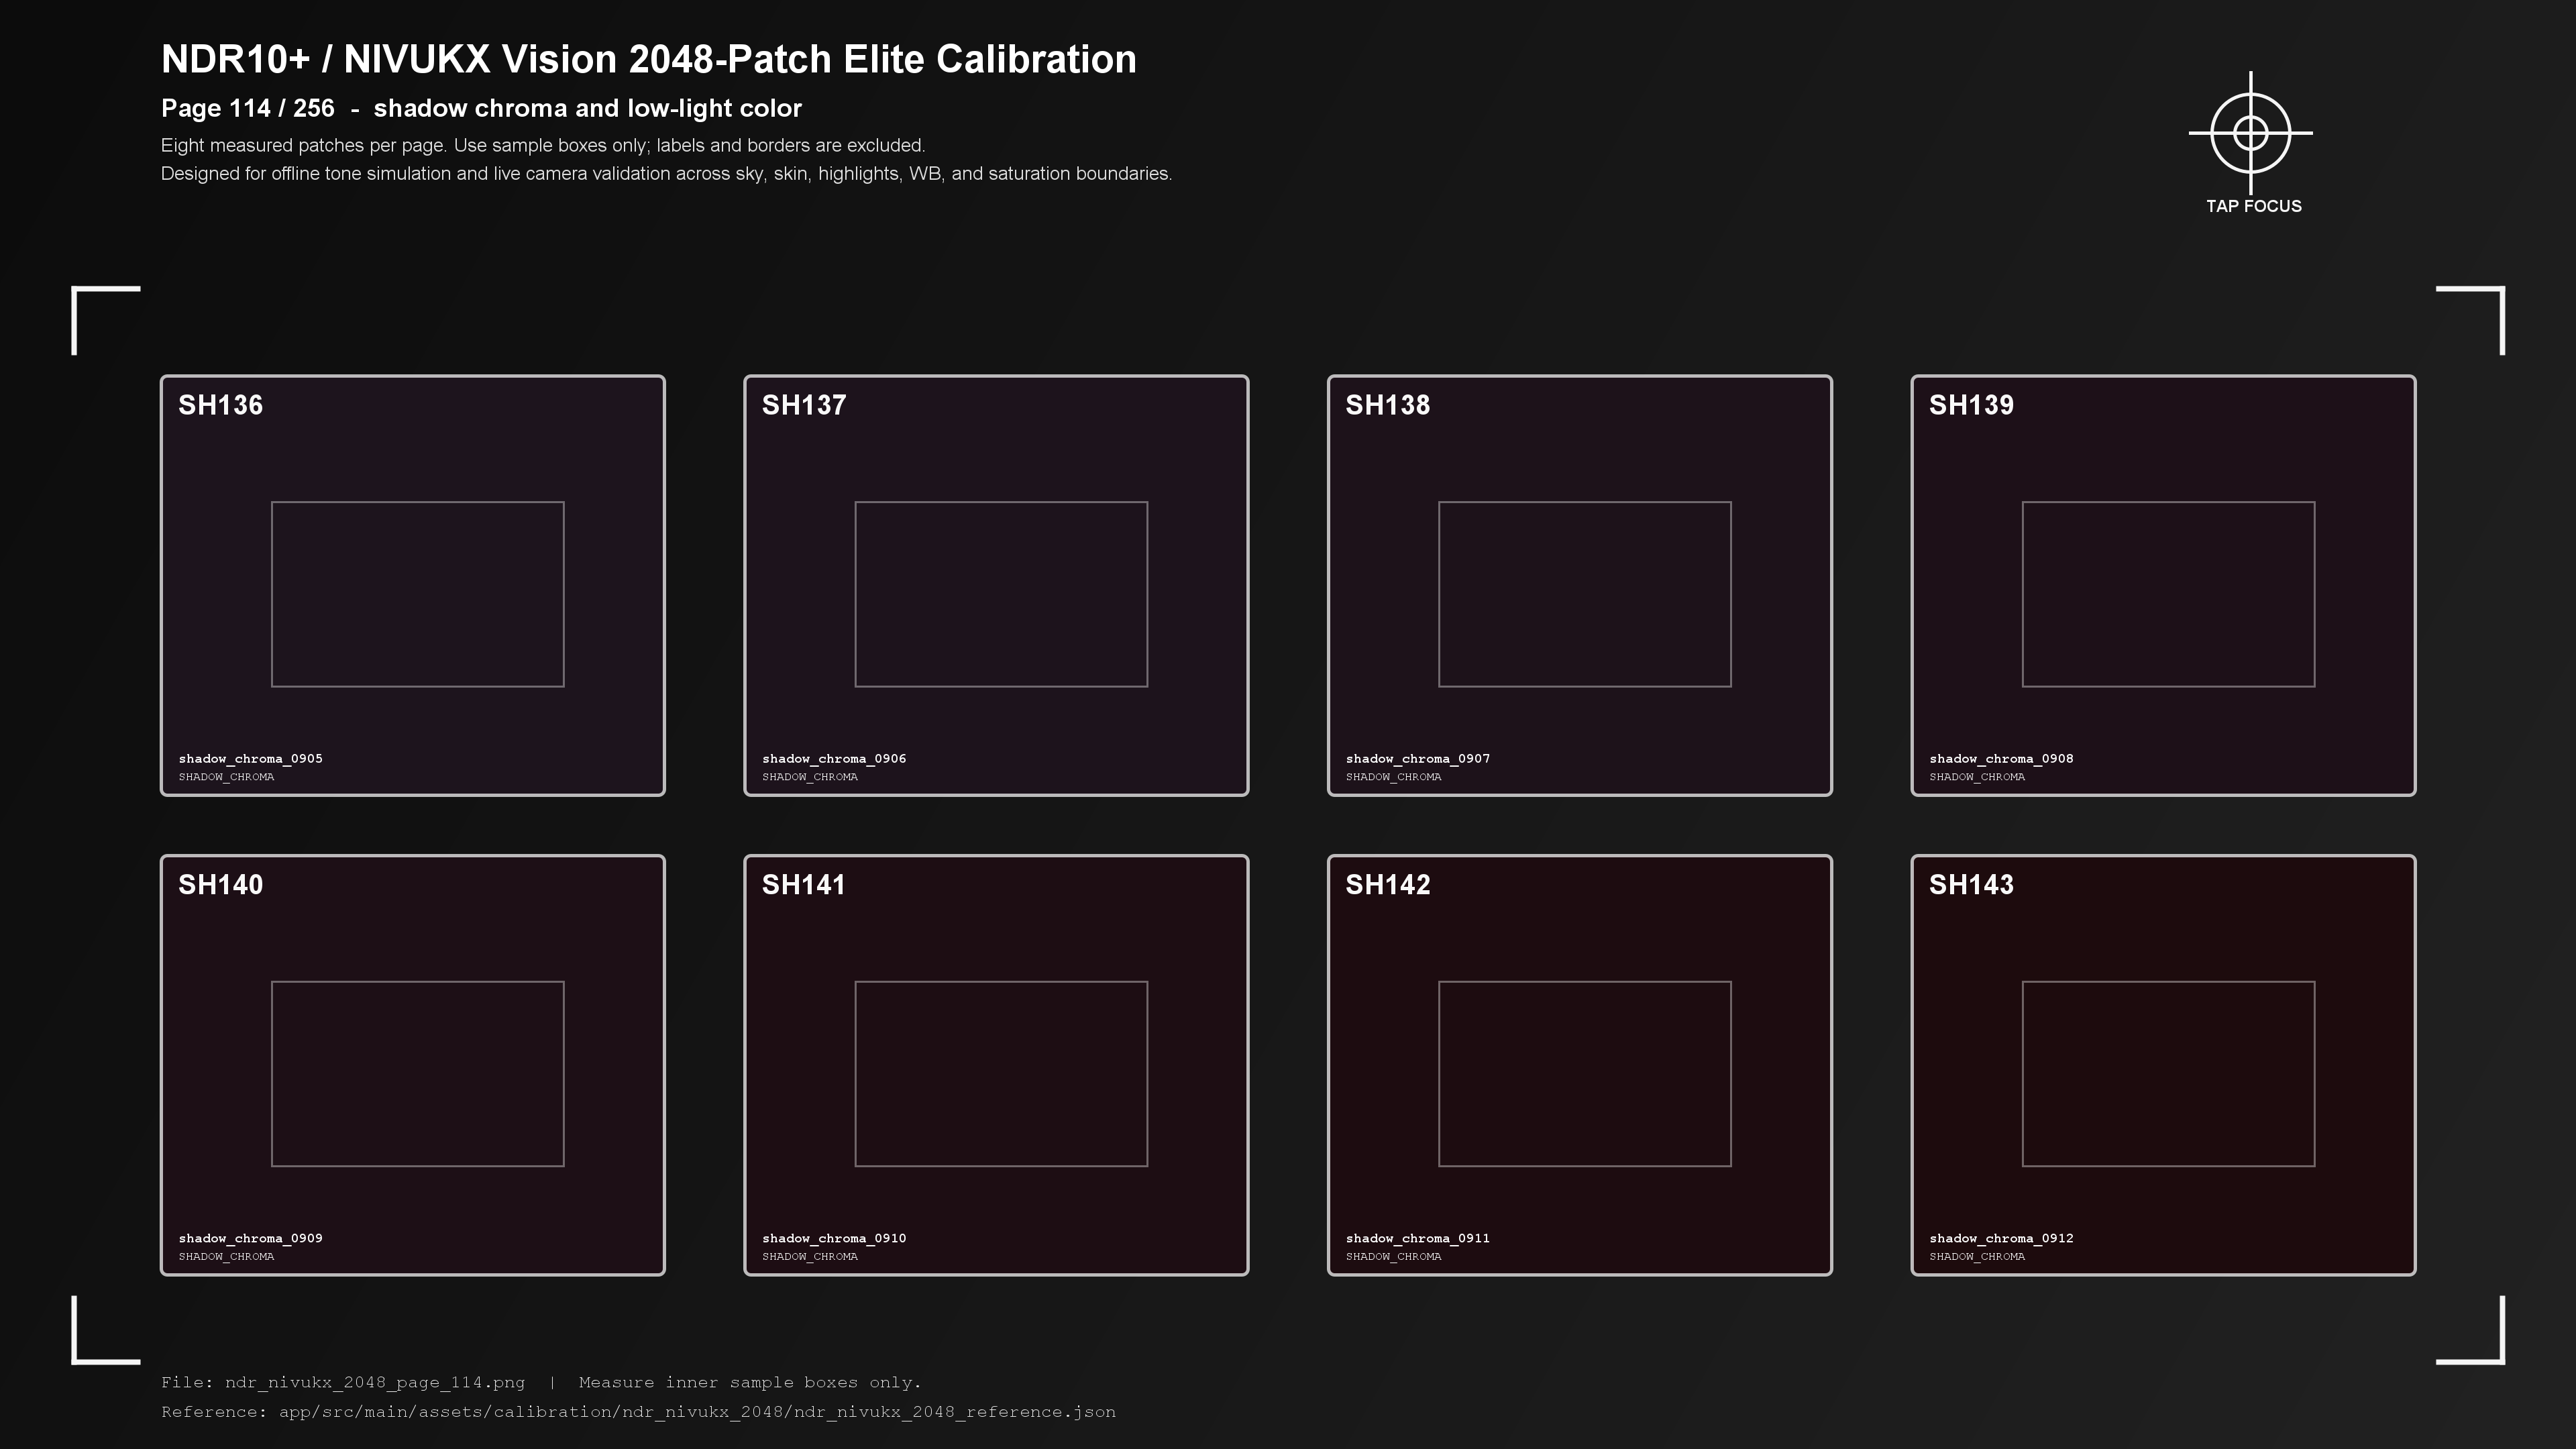 NDR10+ / NIVUKX Vision 2048-Patch Elite Calibration
Page 114 / 256  -  shadow chroma and low-light color
Eight measured patches per page. Use sample boxes only; labels and borders are excluded.
Designed for offline tone simulation and live camera validation across sky, skin, highlights, WB, and saturation boundaries.
TAP FOCUS
SH136
shadow_chroma_0905
SHADOW_CHROMA
SH137
shadow_chroma_0906
SHADOW_CHROMA
SH138
shadow_chroma_0907
SHADOW_CHROMA
SH139
shadow_chroma_0908
SHADOW_CHROMA
SH140
shadow_chroma_0909
SHADOW_CHROMA
SH141
shadow_chroma_0910
SHADOW_CHROMA
SH142
shadow_chroma_0911
SHADOW_CHROMA
SH143
shadow_chroma_0912
SHADOW_CHROMA
File: ndr_nivukx_2048_page_114.png  |  Measure inner sample boxes only.
Reference: app/src/main/assets/calibration/ndr_nivukx_2048/ndr_nivukx_2048_reference.json